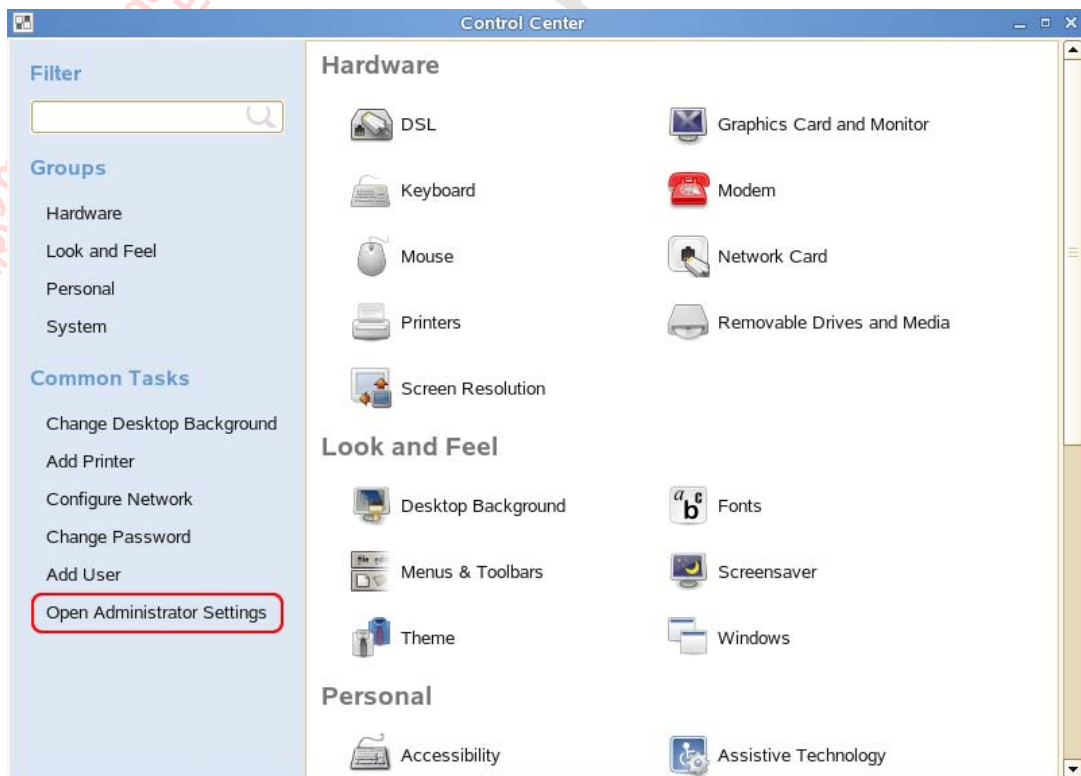 Control Center
Filter
Groups
Hardware
Look and Feel
Personal
System
Common Tasks
Change Desktop Background
Add Printer
Configure Network
Change Password
Add User
Open Administrator Settings
Hardware
DSL
Graphics Card and Monitor
Keyboard
Modem
Mouse
Network Card
Printers
Removable Drives and Media
Screen Resolution
Look and Feel
Desktop Background
Fonts
Menus & Toolbars
Screensaver
Theme
Windows
Personal
Accessibility
Assistive Technology